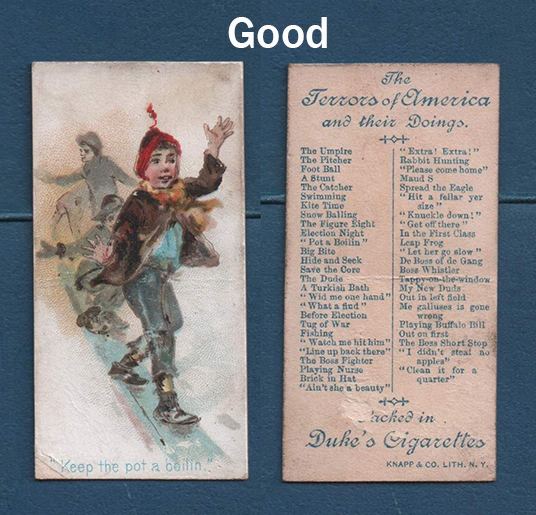 Good
"Keep the pot a boilin."
The
Terrors of America
and their Doings.
The Umpire
The Pitcher
Foot Ball
A Stunt
The Catcher
Swimming
Kite Time
Snow Balling
The Figure Eight
Election Night
"Pot a Boilin"
Big Bite
Hide and Seek
Save the Core
The Dude
A Turkish Bath
"Wid me one hand"
"What a find"
Before Election
Tug of War
Fishing
"Watch me hit him"
"Line up back there"
The Boss Fighter
Playing Nurse
Brick in Hat
"Ain't she a beauty"
"Extra! Extra!"
Rabbit Hunting
"Please come home"
Maud S
Spread the Eagle
"Hit a fellar yer
size"
"Knuckle down!"
"Get off there"
In the First Class
Leap Frog
"Let her go slow"
De Boss of de Gang
Boss Whistler
Tappy on the window
My New Duds
Out in left field
Me galluses is gone
wrong
Playing Buffalo Bill
Out on first
The Boss Short Stop
"I didn't steal no
apples"
"Clean it for a
quarter"
Packed in
Duke's Cigarettes
KNAPP & CO. LITH. N. Y.